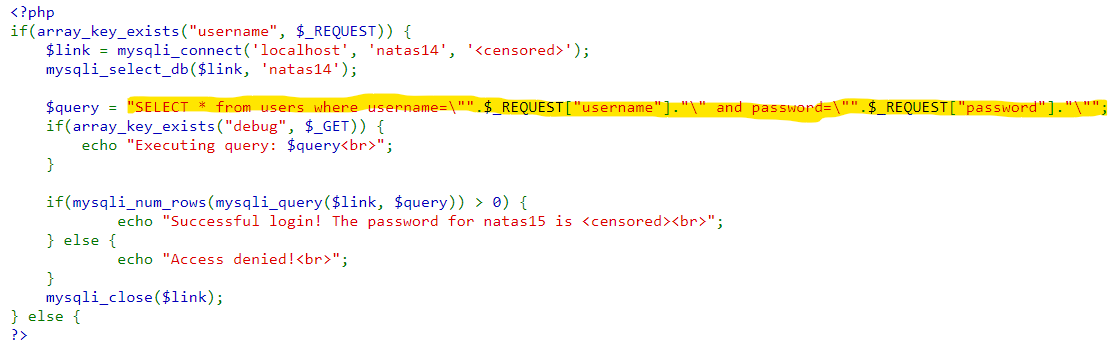 <?php
if(array_key_exists("username", $_REQUEST)) {
    $link = mysqli_connect('localhost', 'natas14', '<censored>');
    mysqli_select_db($link, 'natas14');

    $query = "SELECT * from users where username=\"".$_REQUEST["username"]."\" and password=\"".$_REQUEST["password"]."\"";
    if(array_key_exists("debug", $_GET)) {
        echo "Executing query: $query<br>";
    }

    if(mysqli_num_rows(mysqli_query($link, $query)) > 0) {
            echo "Successful login! The password for natas15 is <censored><br>";
    } else {
            echo "Access denied!<br>";
    }
    mysqli_close($link);
} else {
?>